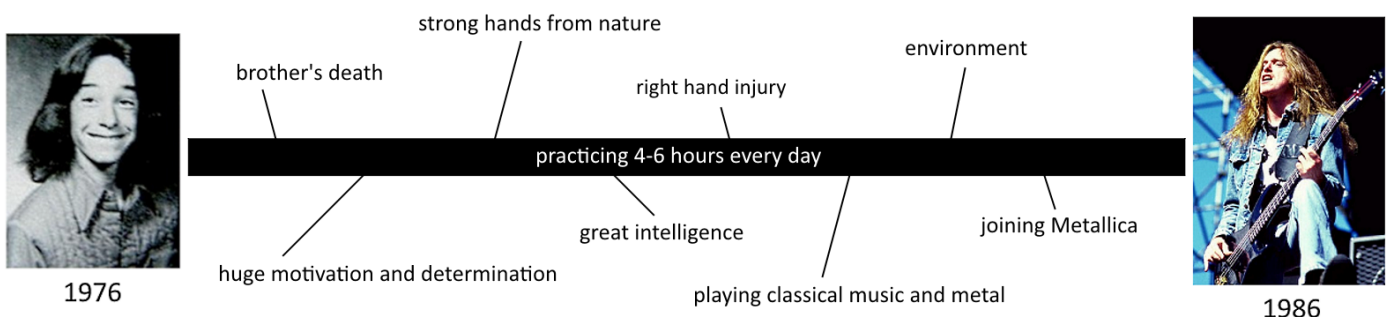 strong hands from nature
environment
brother's death
right hand injury
practicing 4-6 hours every day
joining Metallica
great intelligence
huge motivation and determination
playing classical music and metal
1976
1986